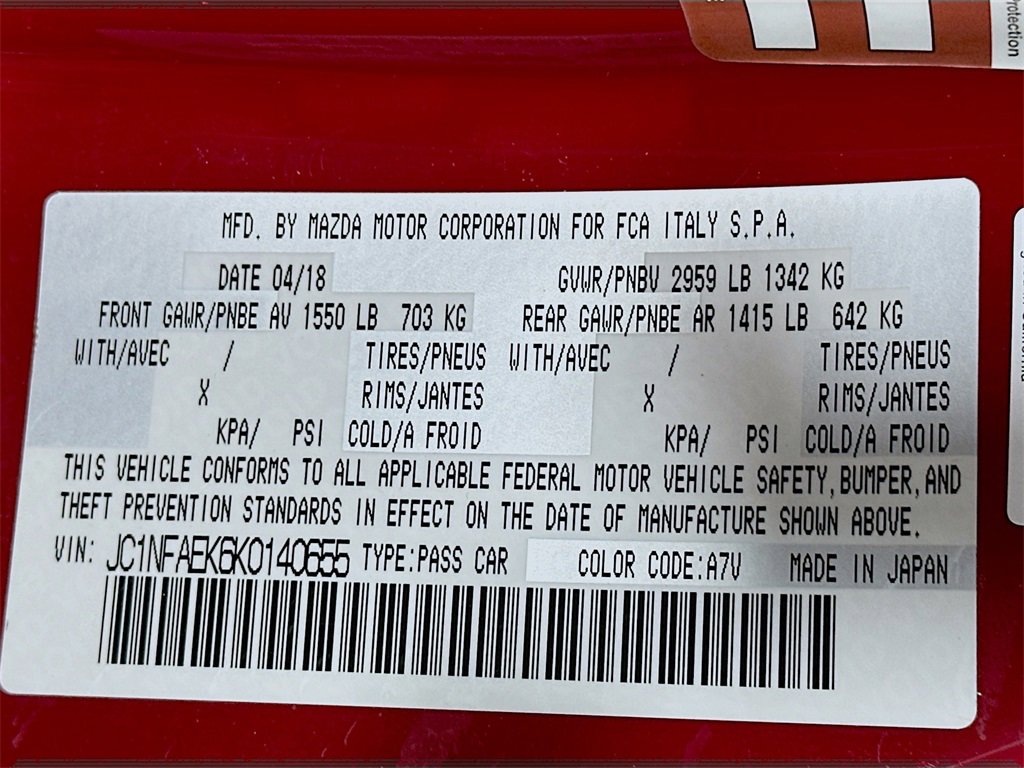 Protection
MFD. BY MAZDA MOTOR CORPORATION FOR FCA ITALY S.P.A.
DATE 04/18 GVWR/PNBV 2959 LB 1342 KG
FRONT GAWR/PNBE AV 1550 LB 703 KG REAR GAWR/PNBE AR 1415 LB 642 KG
WITH/AVEC / TIRES/PNEUS WITH/AVEC / TIRES/PNEUS
X RIMS/JANTES X RIMS/JANTES
KPA/ PSI COLD/A FROID KPA/ PSI COLD/A FROID
THIS VEHICLE CONFORMS TO ALL APPLICABLE FEDERAL MOTOR VEHICLE SAFETY, BUMPER, AND
THEFT PREVENTION STANDARDS IN EFFECT ON THE DATE OF MANUFACTURE SHOWN ABOVE.
VIN: JC1NFAEK6K0140655 TYPE:PASS CAR COLOR CODE:A7V MADE IN JAPAN